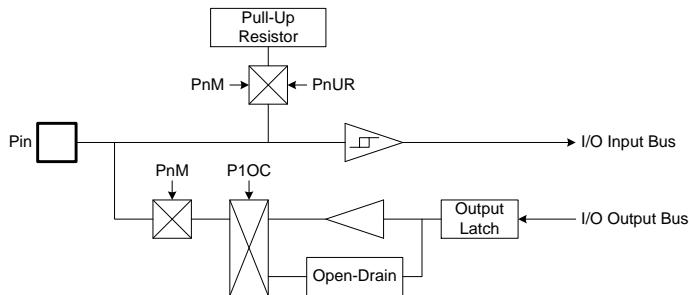 Pull-Up
Resistor
PnM
PnUR
Pin
I/O Input Bus
PnM
P1OC
Output
Latch
I/O Output Bus
Open-Drain